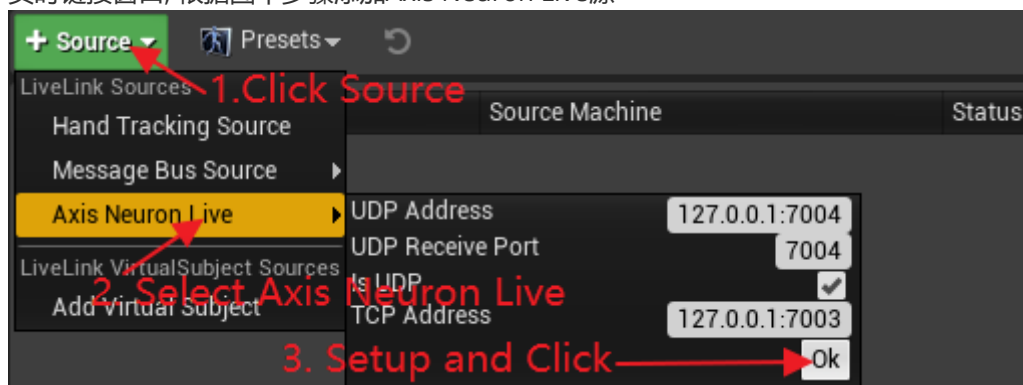 + Source Presets
LiveLink Sources
1.Click Source
Source Machine
Status
Hand Tracking Source
Message Bus Source
Axis Neuron Live
UDP Address 127.0.0.1:7004
UDP Receive Port 7004
Is UDP
LiveLink VirtualSubject Sources
2. Select Axis Neuron Live
Add Virtual Subject
TCP Address 127.0.0.1:7003
3. Setup and Click
Ok